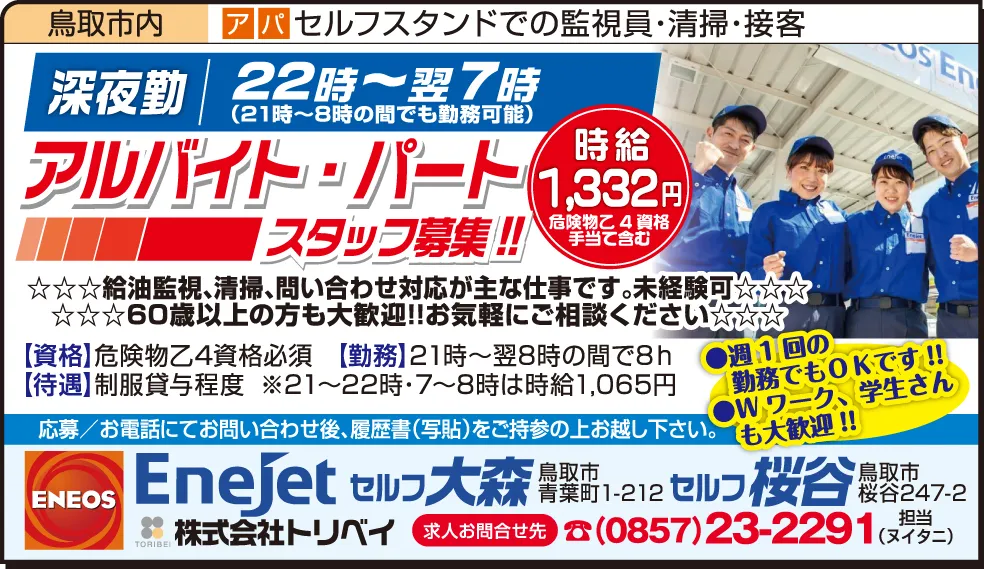 鳥取市内 アパ セルフスタンドでの監視員・清掃・接客
深夜勤 22時〜翌7時
(21時〜8時の間でも勤務可能)
アルバイト・パート
スタッフ募集!!
時給
1,332円
危険物乙4資格
手当て含む
ENEOS Ene
Enejet
☆☆☆給油監視、清掃、問い合わせ対応が主な仕事です。未経験可☆☆☆
☆☆☆60歳以上の方も大歓迎!!お気軽にご相談ください☆☆☆
【資格】危険物乙4資格必須 【勤務】21時〜翌8時の間で8h
【待遇】制服貸与程度 ※21〜22時・7〜8時は時給1,065円
●週1回の
勤務でもOKです!!
●Wワーク、学生さん
も大歓迎!!
応募／お電話にてお問い合わせ後、履歴書(写貼)をご持参の上お越し下さい。
ENEOS
Enejet セルフ大森 鳥取市
青葉町1-212
セルフ桜谷 鳥取市
桜谷247-2
TORIBEI 株式会社トリベイ
求人お問合せ先 ☎(0857)23-2291 担当
(ヌイタニ)